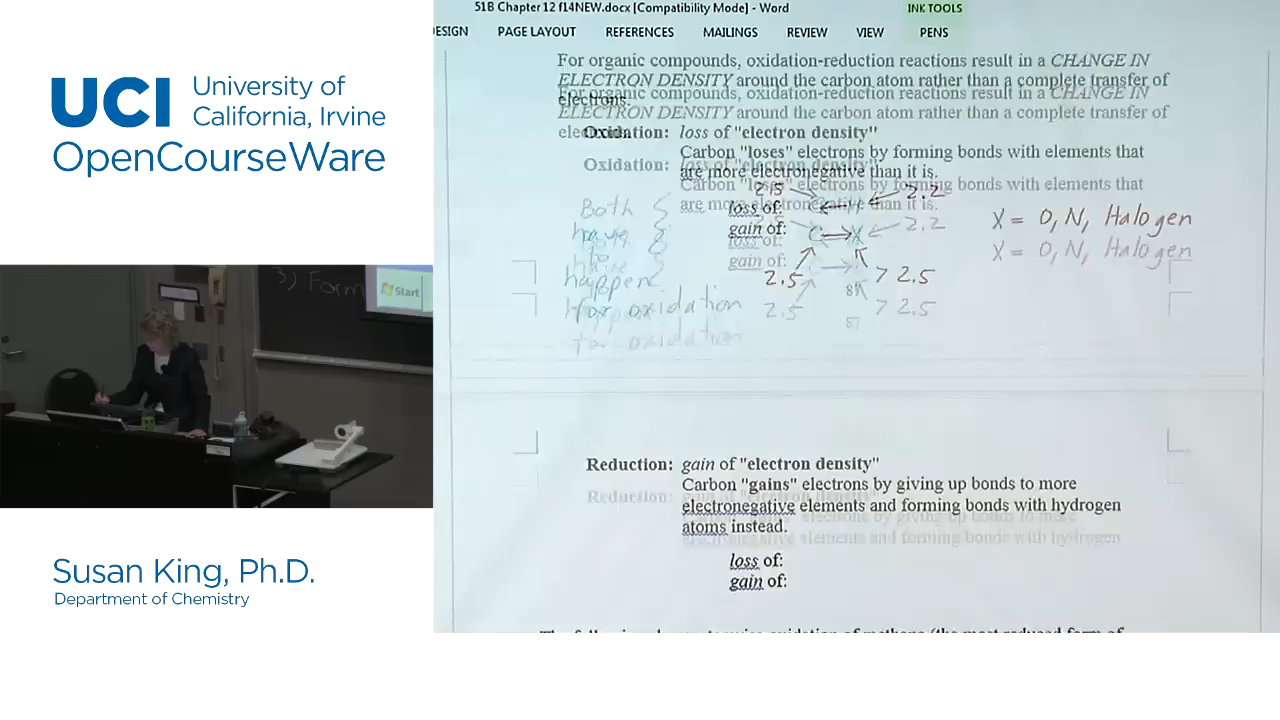 UCI University of California, Irvine
OpenCourseWare
3) Form
Start
Susan King, Ph.D.
Department of Chemistry
51B Chapter 12 f14NEW.docx [Compatibility Mode] - Word
INK TOOLS
ESIGN PAGE LAYOUT REFERENCES MAILINGS REVIEW VIEW PENS
For organic compounds, oxidation-reduction reactions result in a CHANGE IN
ELECTRON DENSITY around the carbon atom rather than a complete transfer of
electrons.
Oxidation: loss of "electron density"
Carbon "loses" electrons by forming bonds with elements that
are more electronegative than it is.
2.5 2.2
loss of:
gain of: C X
X = O, N, Halogen
Both
have
to
happen
for oxidation
2.5 > 2.5
Reduction: gain of "electron density"
Carbon "gains" electrons by giving up bonds to more
electronegative elements and forming bonds with hydrogen
atoms instead.
loss of:
gain of: